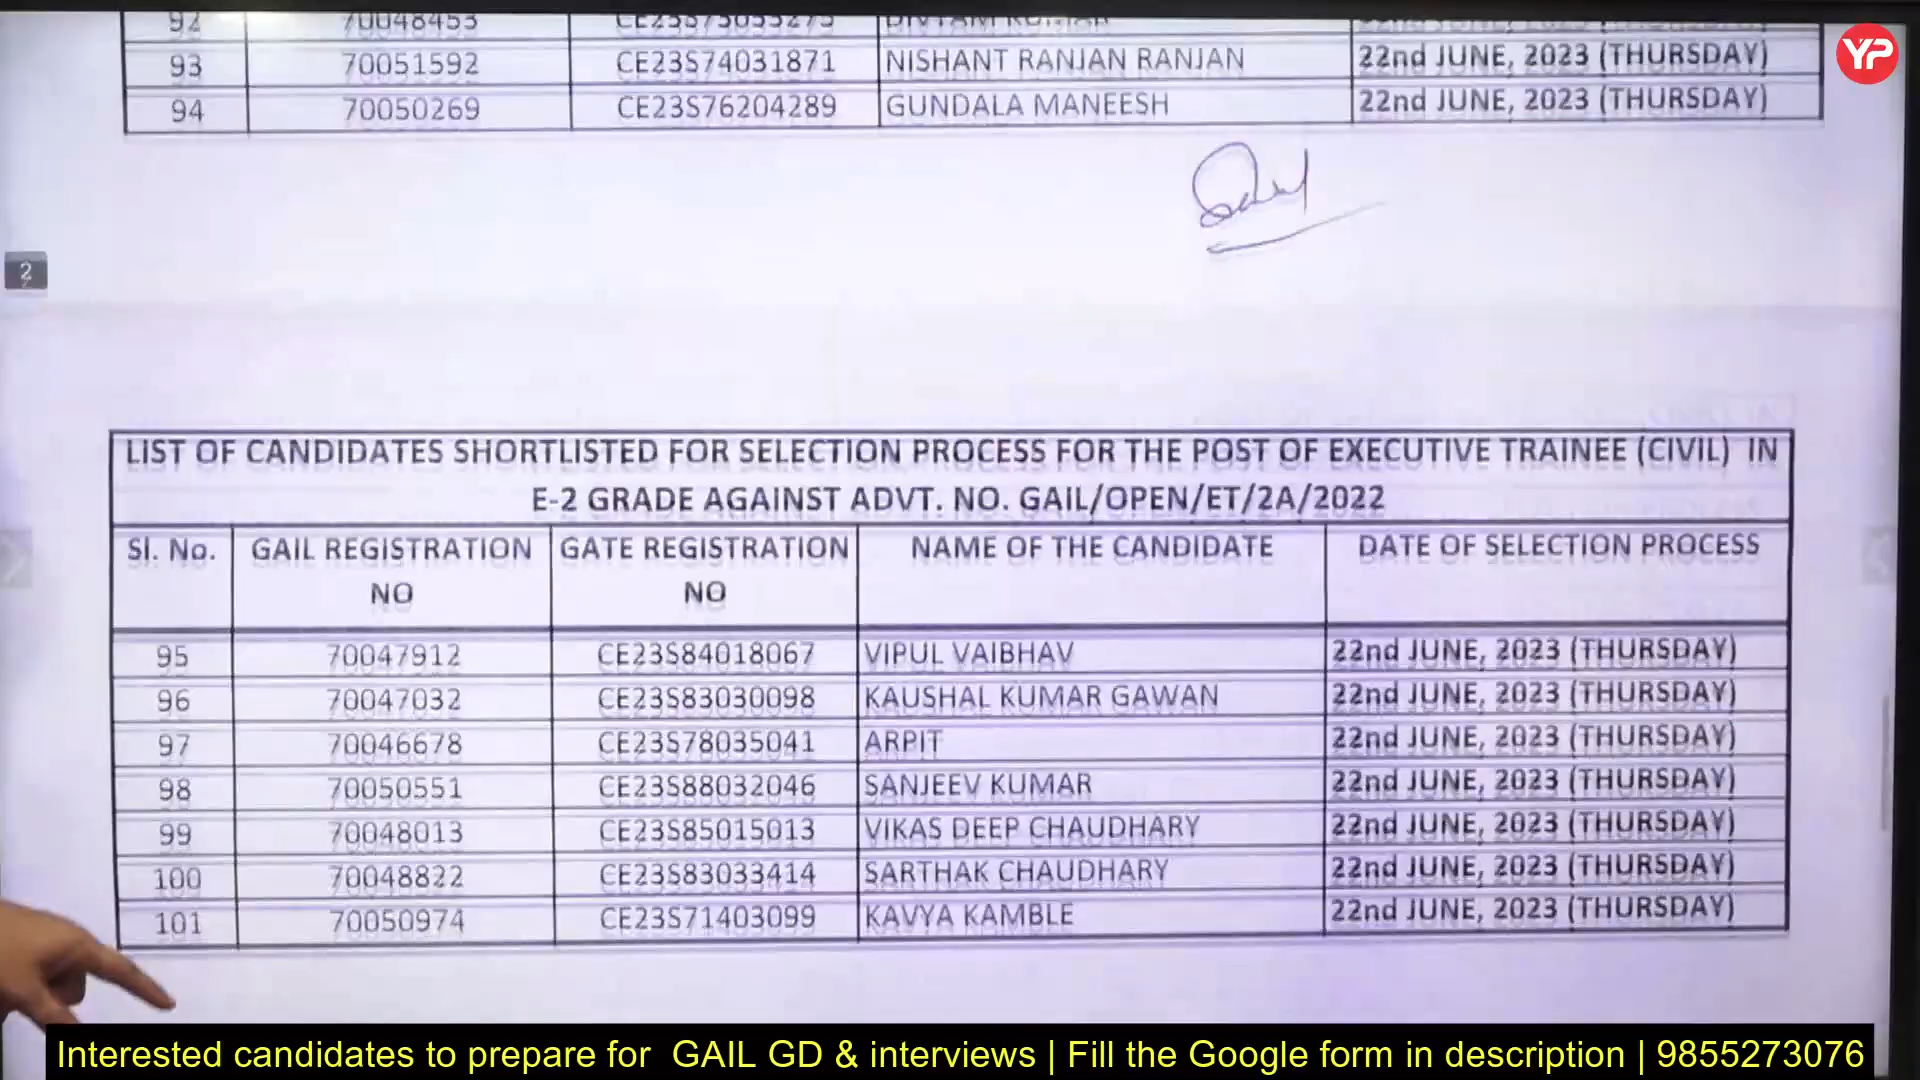 92 70048453 CE23S73033273 KUMAR
93 70051592 CE23S74031871 NISHANT RANJAN RANJAN 22nd JUNE, 2023 (THURSDAY)
94 70050269 CE23S76204289 GUNDALA MANEESH 22nd JUNE, 2023 (THURSDAY)
YP
2
LIST OF CANDIDATES SHORTLISTED FOR SELECTION PROCESS FOR THE POST OF EXECUTIVE TRAINEE (CIVIL) IN
E-2 GRADE AGAINST ADVT. NO. GAIL/OPEN/ET/2A/2022
Sl. No. GAIL REGISTRATION GATE REGISTRATION NAME OF THE CANDIDATE DATE OF SELECTION PROCESS
NO NO
95 70047912 CE23S84018067 VIPUL VAIBHAV 22nd JUNE, 2023 (THURSDAY)
96 70047032 CE23S83030098 KAUSHAL KUMAR GAWAN 22nd JUNE, 2023 (THURSDAY)
97 70046678 CE23S78035041 ARPIT 22nd JUNE, 2023 (THURSDAY)
98 70050551 CE23S88032046 SANJEEV KUMAR 22nd JUNE, 2023 (THURSDAY)
99 70048013 CE23S85015013 VIKAS DEEP CHAUDHARY 22nd JUNE, 2023 (THURSDAY)
100 70048822 CE23S83033414 SARTHAK CHAUDHARY 22nd JUNE, 2023 (THURSDAY)
101 70050974 CE23S71403099 KAVYA KAMBLE 22nd JUNE, 2023 (THURSDAY)
Interested candidates to prepare for GAIL GD & interviews | Fill the Google form in description | 9855273076